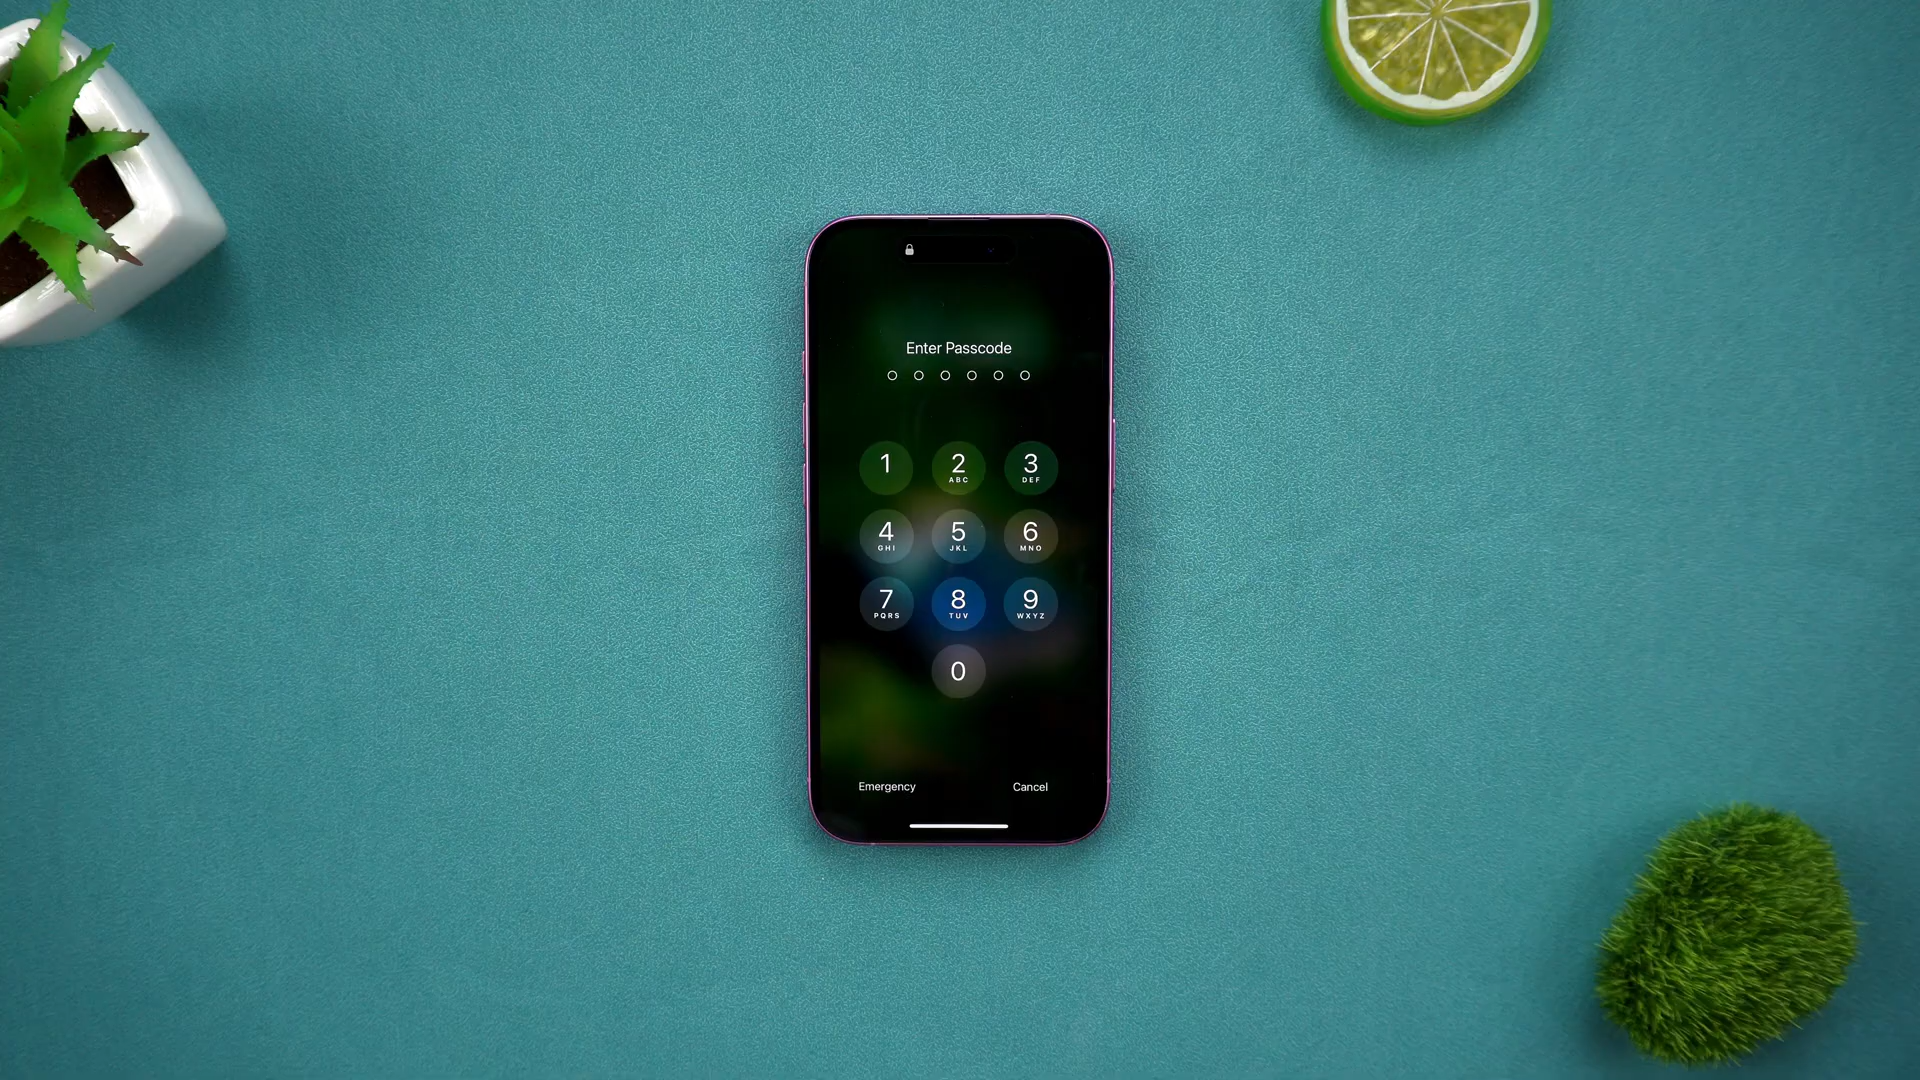 Enter Passcode
1 2 3
ABC DEF
4 5 6
GHI JKL MNO
7 8 9
PQRS TUV WXYZ
0
Emergency Cancel